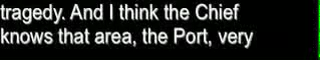 tragedy. And I think the Chief
knows that area, the Port, very